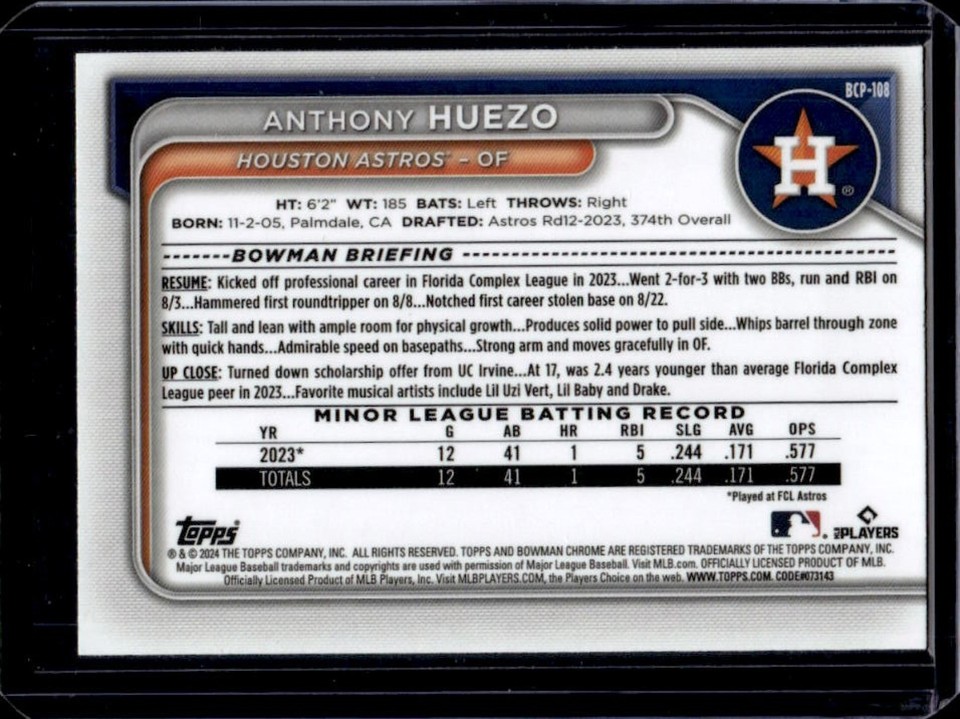 BCP-108
ANTHONY HUEZO
HOUSTON ASTROS™ – OF
H®
HT: 6'2" WT: 185 BATS: Left THROWS: Right
BORN: 11-2-05, Palmdale, CA DRAFTED: Astros Rd12-2023, 374th Overall
BOWMAN BRIEFING
RESUME: Kicked off professional career in Florida Complex League in 2023...Went 2-for-3 with two BBs, run and RBI on
8/3...Hammered first roundtripper on 8/8...Notched first career stolen base on 8/22.
SKILLS: Tall and lean with ample room for physical growth...Produces solid power to pull side...Whips barrel through zone
with quick hands...Admirable speed on basepaths...Strong arm and moves gracefully in OF.
UP CLOSE: Turned down scholarship offer from UC Irvine...At 17, was 2.4 years younger than average Florida Complex
League peer in 2023...Favorite musical artists include Lil Uzi Vert, Lil Baby and Drake.
MINOR LEAGUE BATTING RECORD
YR G AB HR RBI SLG AVG OPS
2023* 12 41 1 5 .244 .171 .577
TOTALS 12 41 1 5 .244 .171 .577
*Played at FCL Astros
Topps® MLB PLAYERS
® & © 2024 THE TOPPS COMPANY, INC. ALL RIGHTS RESERVED. TOPPS AND BOWMAN CHROME ARE REGISTERED TRADEMARKS OF THE TOPPS COMPANY, INC.
Major League Baseball trademarks and copyrights are used with permission of Major League Baseball. Visit MLB.com. OFFICIALLY LICENSED PRODUCT OF MLB.
Officially Licensed Product of MLB Players, Inc. Visit MLBPLAYERS.COM, the Players Choice on the web. WWW.TOPPS.COM. CODE#073143